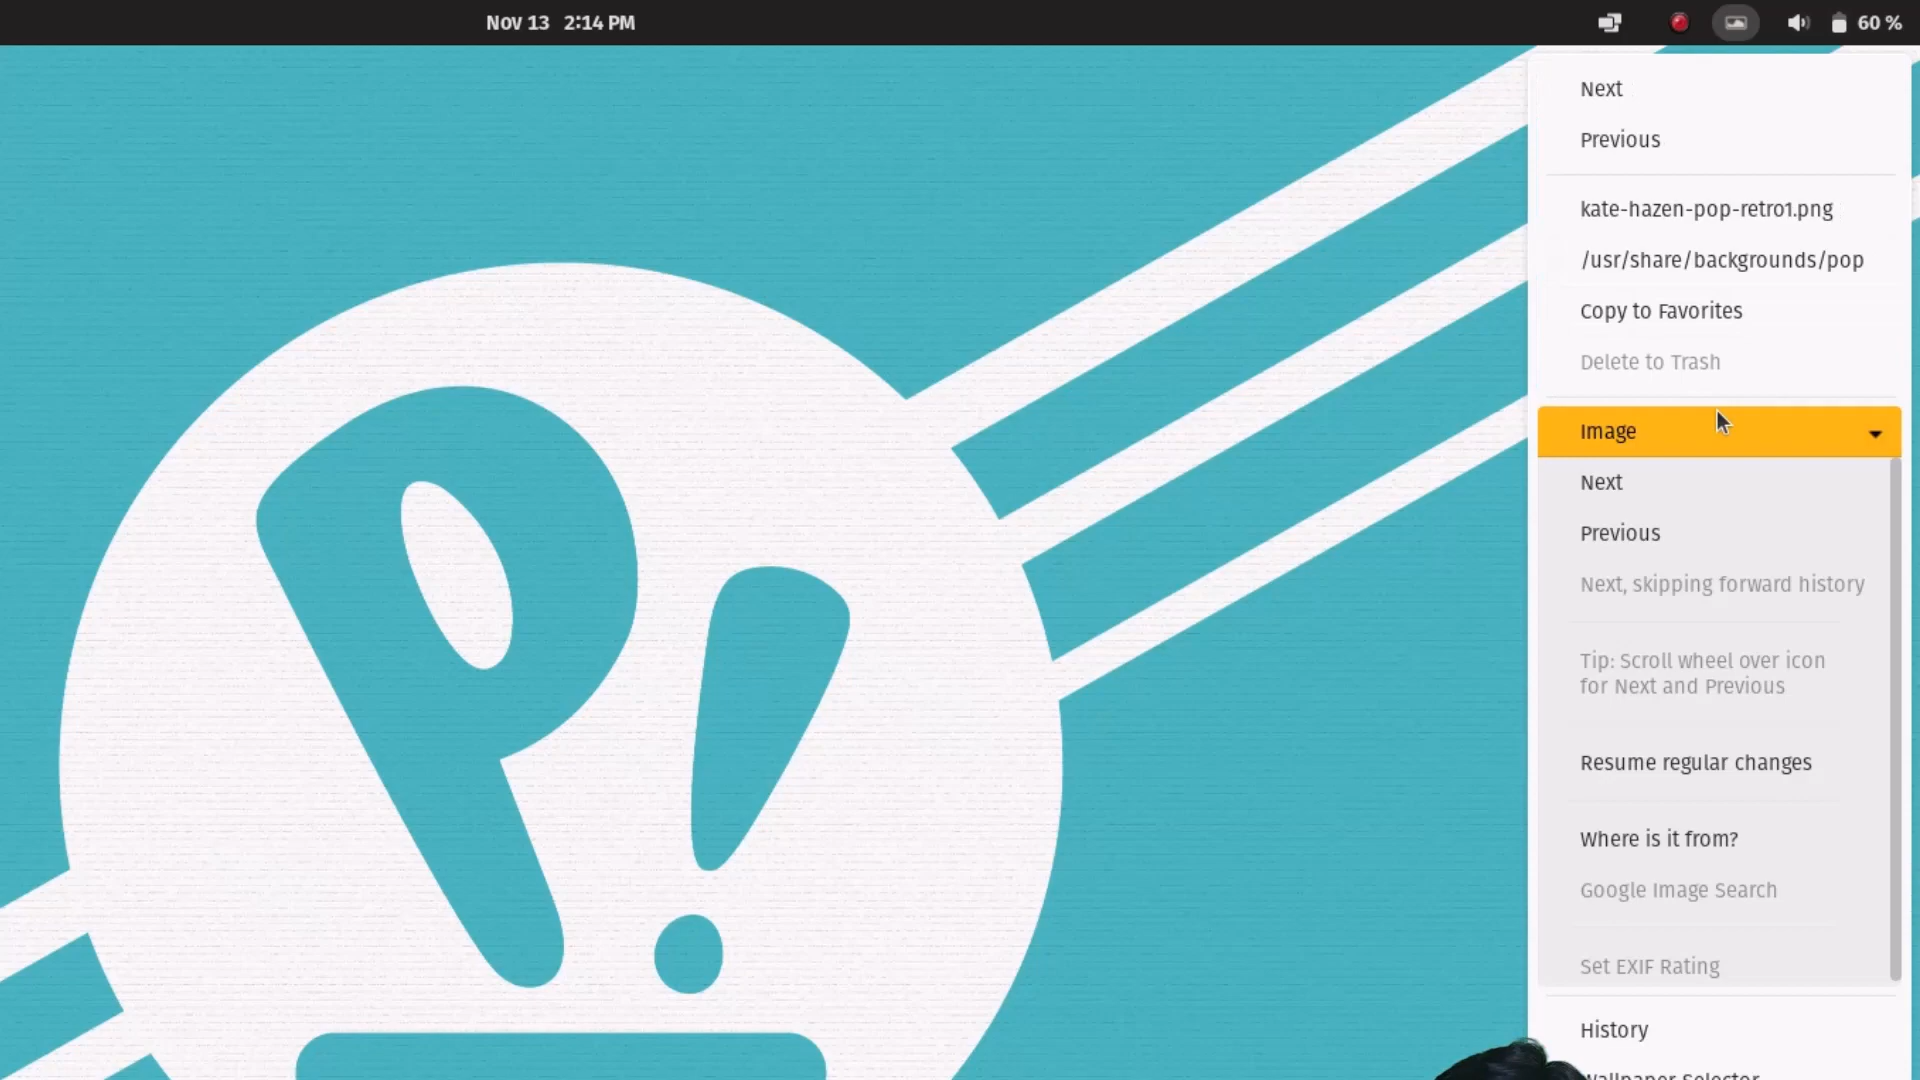 Nov 13 2:14 PM
60 %
Next
Previous
kate-hazen-pop-retro1.png
/usr/share/backgrounds/pop
Copy to Favorites
Delete to Trash
Image
Next
Previous
Next, skipping forward history
Tip: Scroll wheel over icon
for Next and Previous
Resume regular changes
Where is it from?
Google Image Search
Set EXIF Rating
History
Wallpaper Selector
P!